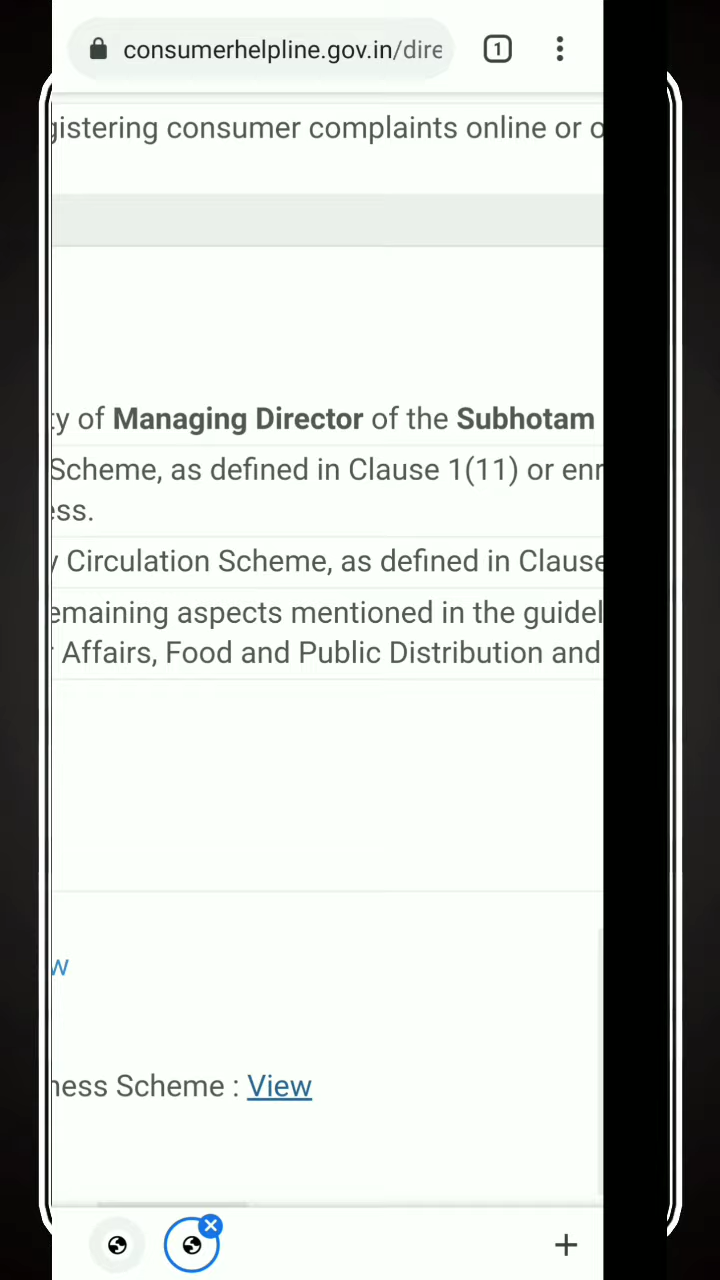 consumerhelpline.gov.in/dire
1
gistering consumer complaints online or o
ty of Managing Director of the Subhotam
Scheme, as defined in Clause 1(11) or enr
ess.
y Circulation Scheme, as defined in Clause
emaining aspects mentioned in the guidel
r Affairs, Food and Public Distribution and
w
ness Scheme : View